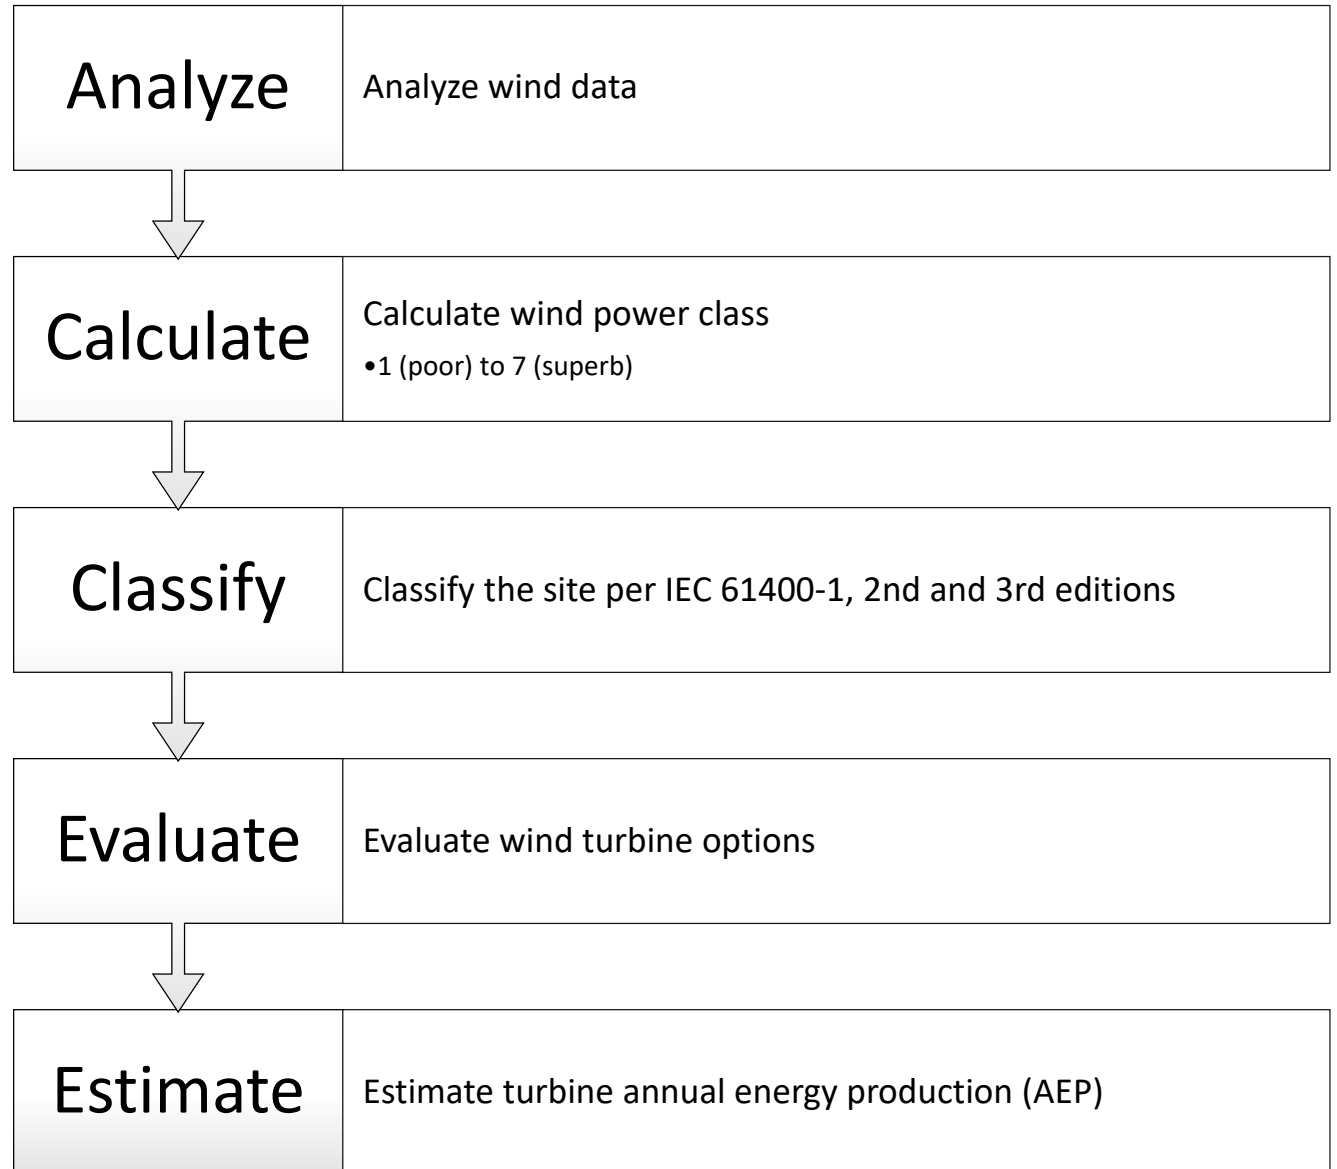 Analyze
Analyze wind data
Calculate
Calculate wind power class
•1 (poor) to 7 (superb)
Classify
Classify the site per IEC 61400-1, 2nd and 3rd editions
Evaluate
Evaluate wind turbine options
Estimate
Estimate turbine annual energy production (AEP)